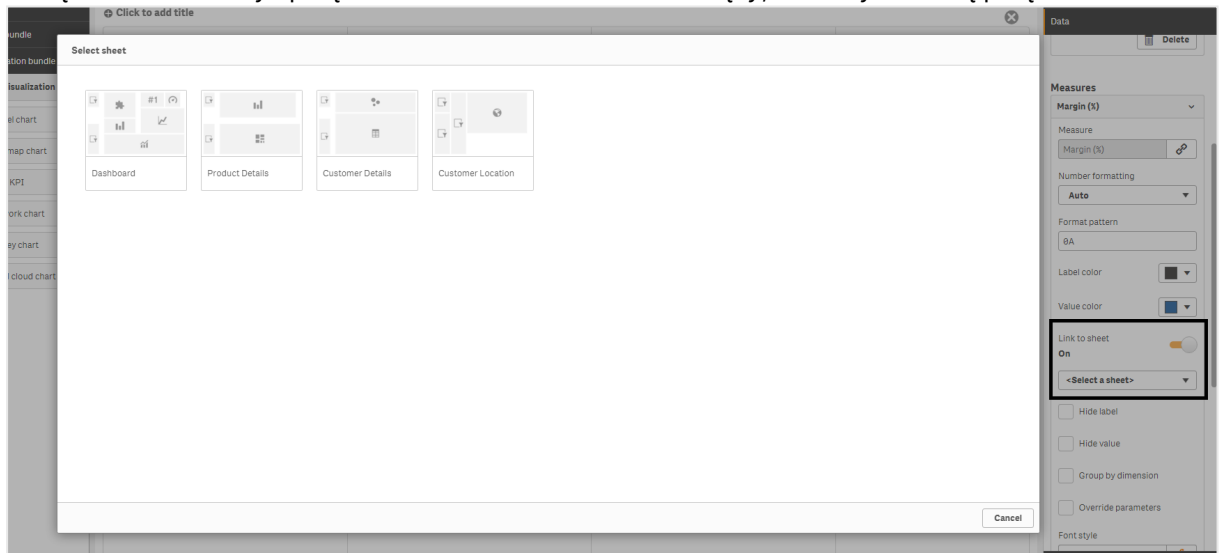 Click to add title
Data
bundle
Delete
Select sheet
ation bundle
isualization
Measures
Margin (%)
#1
el chart
Measure
Margin (%)
map chart
Dashboard
Product Details
Customer Details
Customer Location
Number formatting
KPI
Auto
ork chart
Format pattern
0A
ey chart
Label color
cloud chart
Value color
Link to sheet
On
<Select a sheet>
Hide label
Hide value
Group by dimension
Override parameters
Cancel
Font style